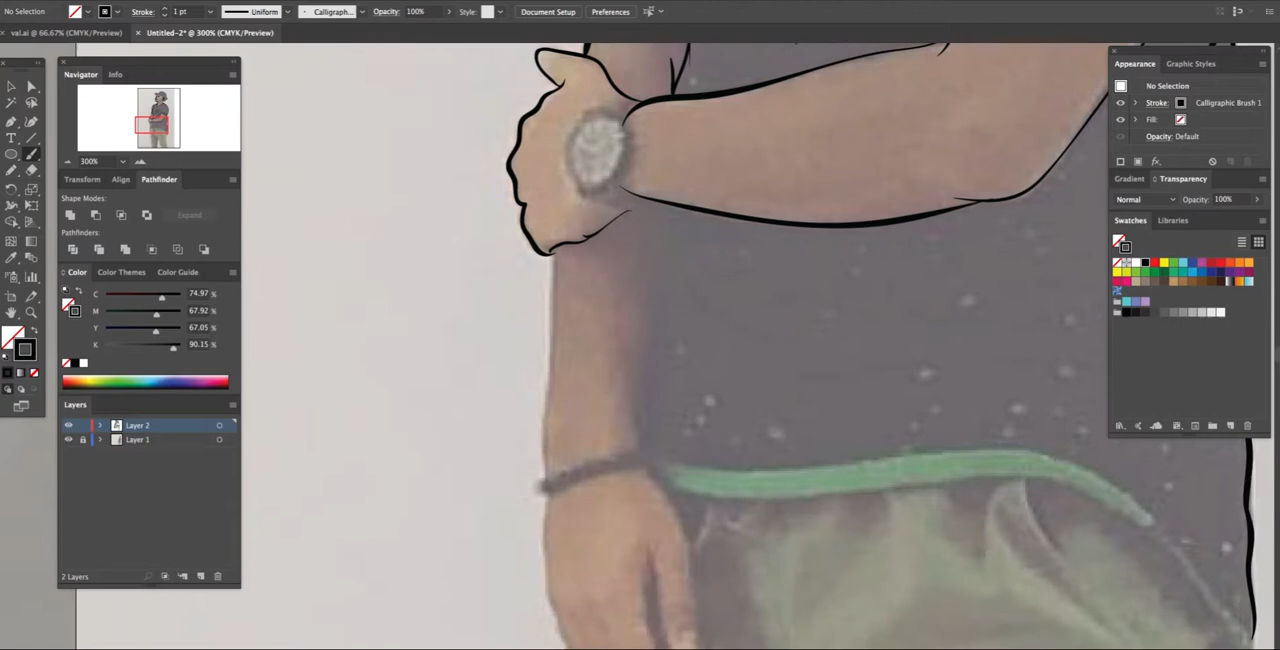 No Selection Stroke: 1 pt Uniform Calligraph... Opacity: 100% Style: Document Setup Preferences
val.ai @ 66.67% (CMYK/Preview) Untitled-2* @ 300% (CMYK/Preview)
Navigator Info
300%
Transform Align Pathfinder
Shape Modes:
Expand
Pathfinders:
Color Color Themes Color Guide
C 74.97 %
M 67.92 %
Y 67.05 %
K 90.15 %
Layers
Layer 2
Layer 1
2 Layers
Appearance Graphic Styles
No Selection
Stroke: Calligraphic Brush 1
Fill:
Opacity: Default
fx
Gradient Transparency
Normal Opacity: 100%
Swatches Libraries